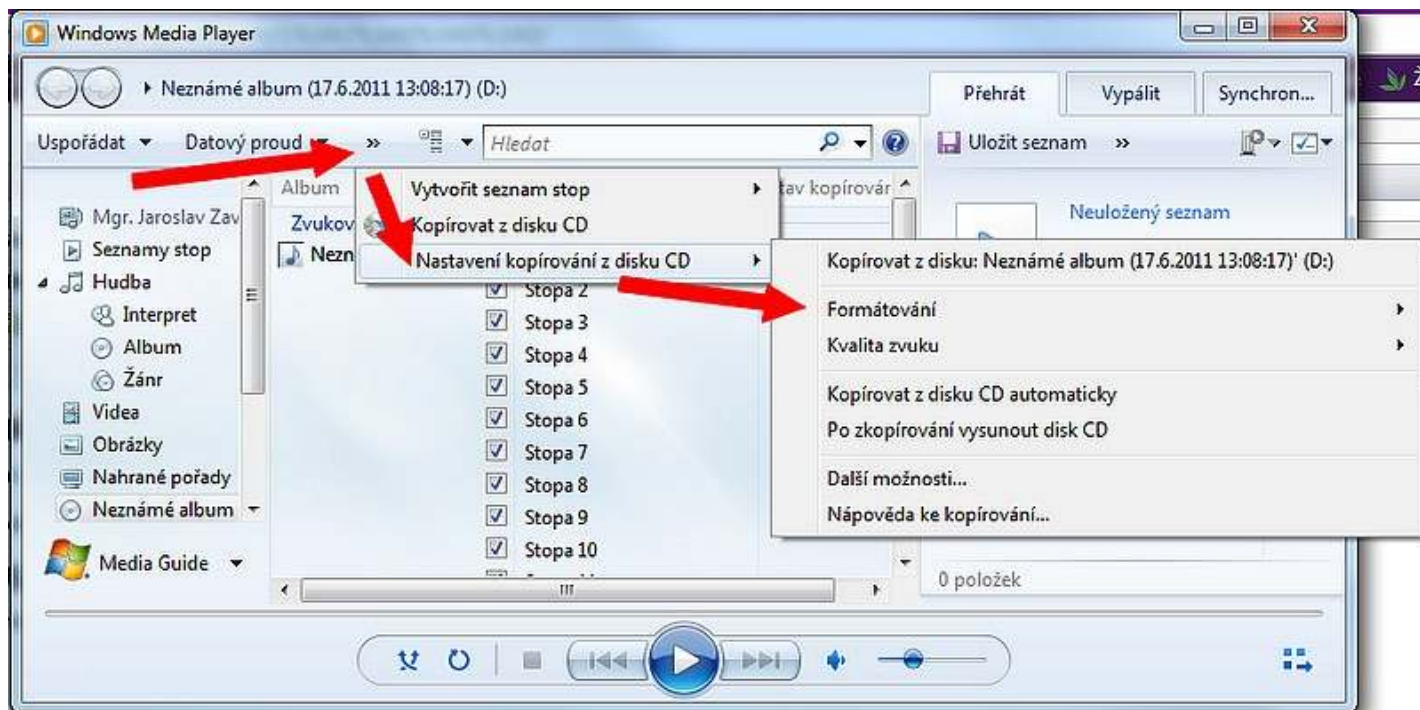 Windows Media Player
Neznámé album (17.6.2011 13:08:17) (D:)
Přehrát
Vypálit
Synchron...
Uspořádat
Datový proud
»
Hledat
Uložit seznam
»
Album
Vytvořit seznam stop
tav kopírovár
Mgr. Jaroslav Zav
Zvukov
Kopírovat z disku CD
Neuložený seznam
Seznamy stop
Nezn
Nastavení kopírování z disku CD
Kopírovat z disku: Neznámé album (17.6.2011 13:08:17)' (D:)
Hudba
Stopa 2
Formátování
Interpret
Stopa 3
Kvalita zvuku
Album
Stopa 4
Žánr
Stopa 5
Kopírovat z disku CD automaticky
Videa
Stopa 6
Po zkopírování vysunout disk CD
Obrázky
Stopa 7
Nahrané pořady
Stopa 8
Další možnosti...
Neznámé album
Stopa 9
Nápověda ke kopírování...
Stopa 10
Media Guide
0 položek